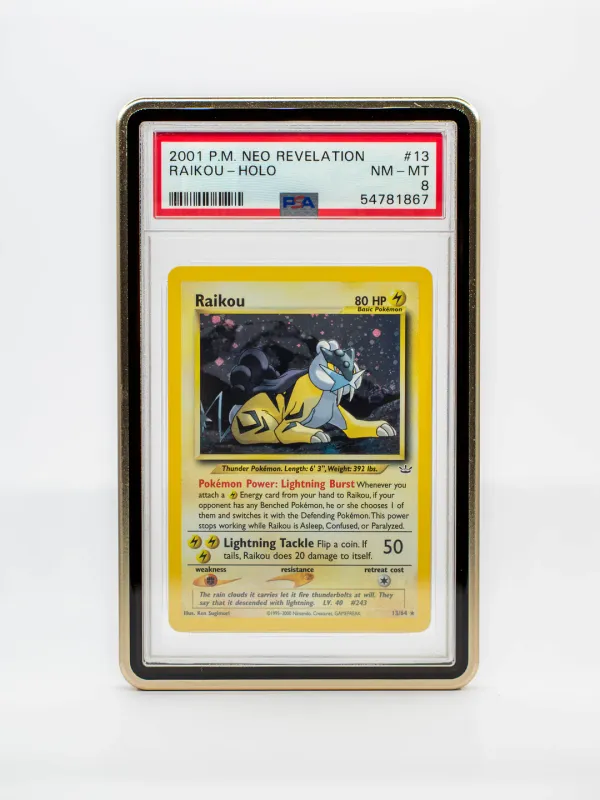 2001 P.M. NEO REVELATION #13
RAIKOU - HOLO NM - MT
8
PSA 54781867
Raikou 80 HP
Basic Pokémon
Thunder Pokémon. Length: 6' 3", Weight: 392 lbs.
Pokémon Power: Lightning Burst Whenever you
attach a Energy card from your hand to Raikou, if your
opponent has any Benched Pokémon, he or she chooses 1 of
them and switches it with the Defending Pokémon. This power
stops working while Raikou is Asleep, Confused, or Paralyzed.
Lightning Tackle Flip a coin. If
tails, Raikou does 20 damage to itself. 50
weakness resistance retreat cost
The rain clouds it carries let it fire thunderbolts at will. They
say that it descended with lightning. LV. 40 #243
Illus. Ken Sugimori ©1995-2000 Nintendo, Creatures, GAMEFREAK. 13/64 ★